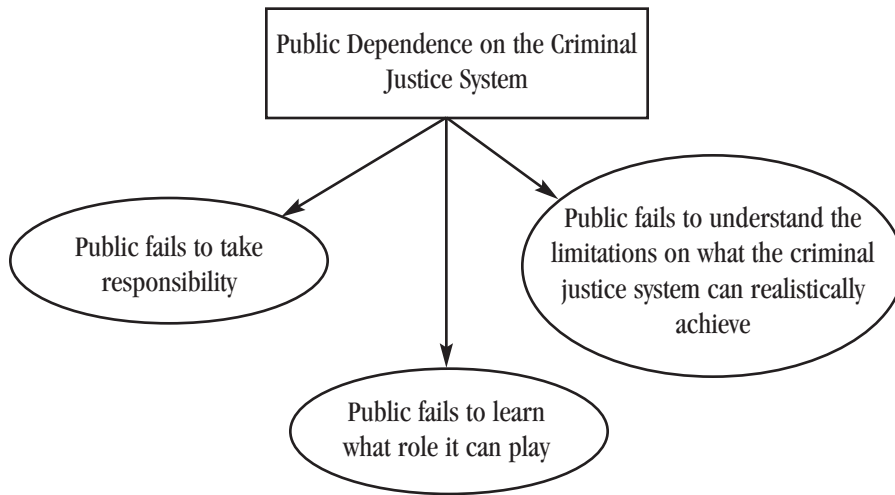 Public Dependence on the Criminal
Justice System
Public fails to take
responsibility
Public fails to understand the
limitations on what the criminal
justice system can realistically
achieve
Public fails to learn
what role it can play